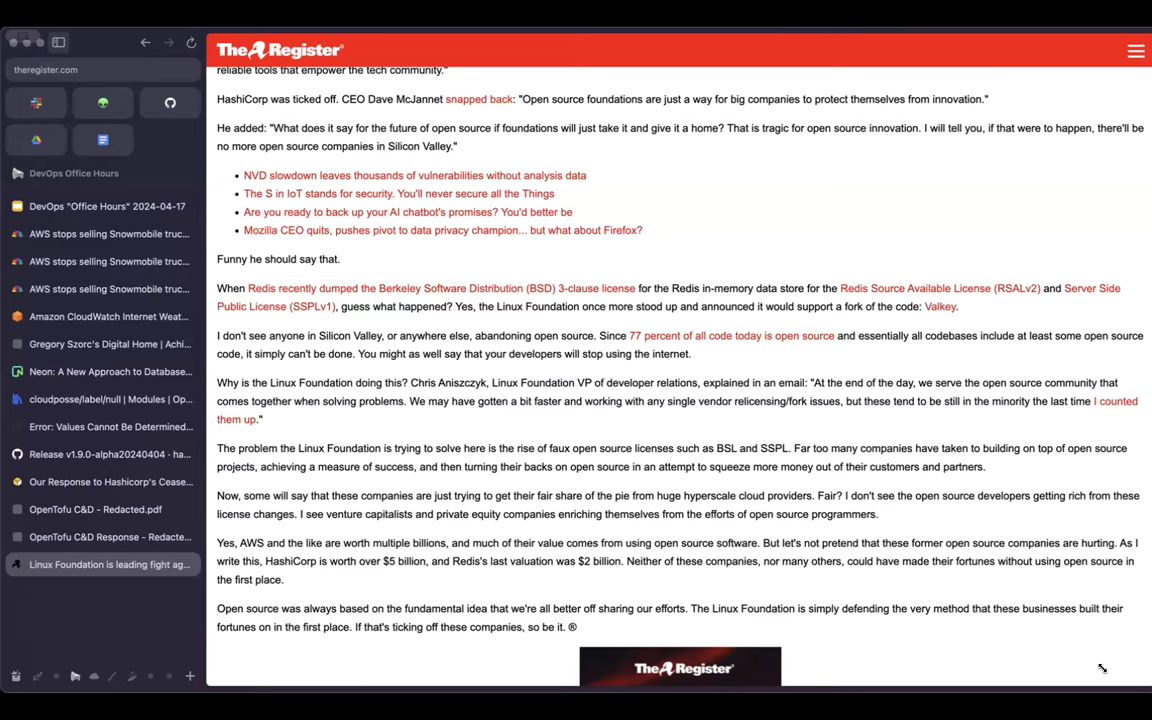 theregister.com
DevOps Office Hours
DevOps "Office Hours" 2024-04-17
AWS stops selling Snowmobile truc...
AWS stops selling Snowmobile truc...
AWS stops selling Snowmobile truc...
Amazon CloudWatch Internet Weat...
Gregory Szorc's Digital Home | Achi...
Neon: A New Approach to Database...
cloudposse/label/null | Modules | Op...
Error: Values Cannot Be Determined...
Release v1.9.0-alpha20240404 · ha...
Our Response to Hashicorp's Cease...
OpenTofu C&D - Redacted.pdf
OpenTofu C&D Response - Redacte...
Linux Foundation is leading fight ag...
The Register®
reliable tools that empower the tech community."
HashiCorp was ticked off. CEO Dave McJannet snapped back: "Open source foundations are just a way for big companies to protect themselves from innovation."
He added: "What does it say for the future of open source if foundations will just take it and give it a home? That is tragic for open source innovation. I will tell you, if that were to happen, there'll be
no more open source companies in Silicon Valley."
• NVD slowdown leaves thousands of vulnerabilities without analysis data
• The S in IoT stands for security. You'll never secure all the Things
• Are you ready to back up your AI chatbot's promises? You'd better be
• Mozilla CEO quits, pushes pivot to data privacy champion... but what about Firefox?
Funny he should say that.
When Redis recently dumped the Berkeley Software Distribution (BSD) 3-clause license for the Redis in-memory data store for the Redis Source Available License (RSALv2) and Server Side
Public License (SSPLv1), guess what happened? Yes, the Linux Foundation once more stood up and announced it would support a fork of the code: Valkey.
I don't see anyone in Silicon Valley, or anywhere else, abandoning open source. Since 77 percent of all code today is open source and essentially all codebases include at least some open source
code, it simply can't be done. You might as well say that your developers will stop using the internet.
Why is the Linux Foundation doing this? Chris Aniszczyk, Linux Foundation VP of developer relations, explained in an email: "At the end of the day, we serve the open source community that
comes together when solving problems. We may have gotten a bit faster and working with any single vendor relicensing/fork issues, but these tend to be still in the minority the last time I counted
them up."
The problem the Linux Foundation is trying to solve here is the rise of faux open source licenses such as BSL and SSPL. Far too many companies have taken to building on top of open source
projects, achieving a measure of success, and then turning their backs on open source in an attempt to squeeze more money out of their customers and partners.
Now, some will say that these companies are just trying to get their fair share of the pie from huge hyperscale cloud providers. Fair? I don't see the open source developers getting rich from these
license changes. I see venture capitalists and private equity companies enriching themselves from the efforts of open source programmers.
Yes, AWS and the like are worth multiple billions, and much of their value comes from using open source software. But let's not pretend that these former open source companies are hurting. As I
write this, HashiCorp is worth over $5 billion, and Redis's last valuation was $2 billion. Neither of these companies, nor many others, could have made their fortunes without using open source in
the first place.
Open source was always based on the fundamental idea that we're all better off sharing our efforts. The Linux Foundation is simply defending the very method that these businesses built their
fortunes on in the first place. If that's ticking off these companies, so be it. ®
The Register®